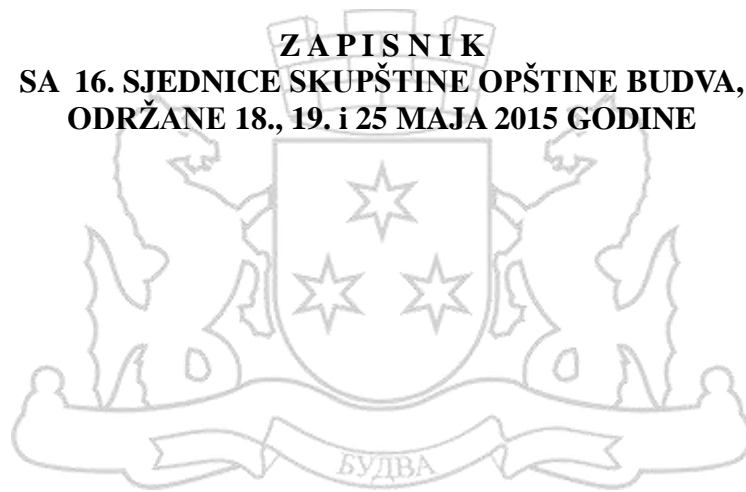 Z A P I S N I K
SA 16. SJEDNICE SKUPŠTINE OPŠTINE BUDVA,
ODRŽANE 18., 19. i 25 MAJA 2015 GODINE
БУДВА